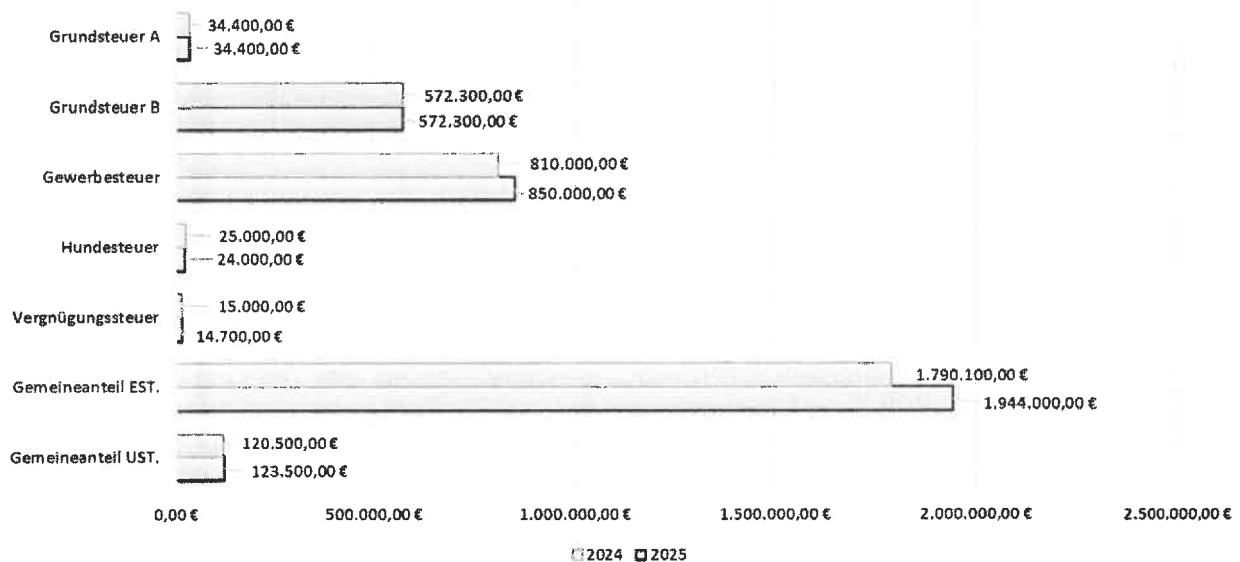 Grundsteuer A
34.400,00 €
34.400,00 €
Grundsteuer B
572.300,00 €
572.300,00 €
Gewerbesteuer
810.000,00 €
850.000,00 €
Hundesteuer
25.000,00 €
24.000,00 €
Vergnügungssteuer
15.000,00 €
14.700,00 €
Gemeineanteil EST.
1.790.100,00 €
1.944.000,00 €
Gemeineanteil UST.
120.500,00 €
123.500,00 €
0,00 € 500.000,00 € 1.000.000,00 € 1.500.000,00 € 2.000.000,00 € 2.500.000,00 €
2024 2025